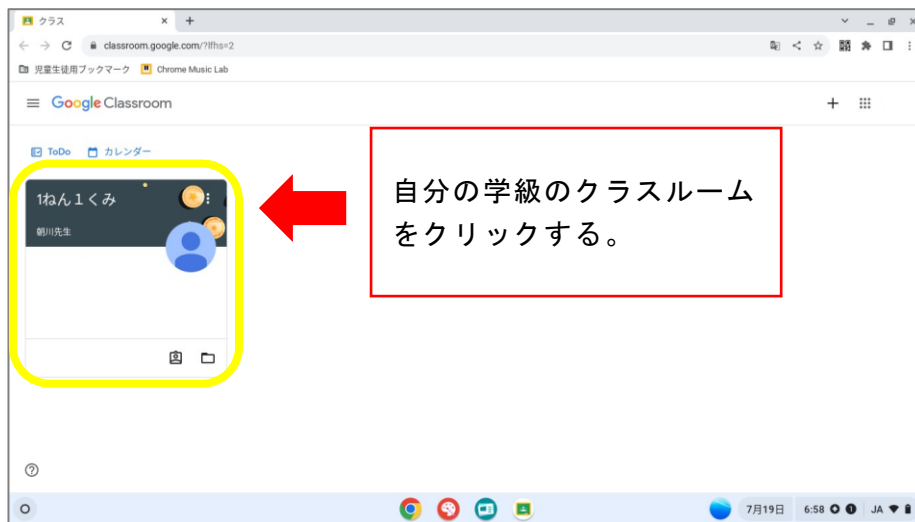 クラス
classroom.google.com/?lfhs=2
児童生徒用ブックマーク Chrome Music Lab
Google Classroom
ToDo カレンダー
1ねん１くみ
朝川先生
自分の学級のクラスルーム
をクリックする。
7月19日 6:58 JA